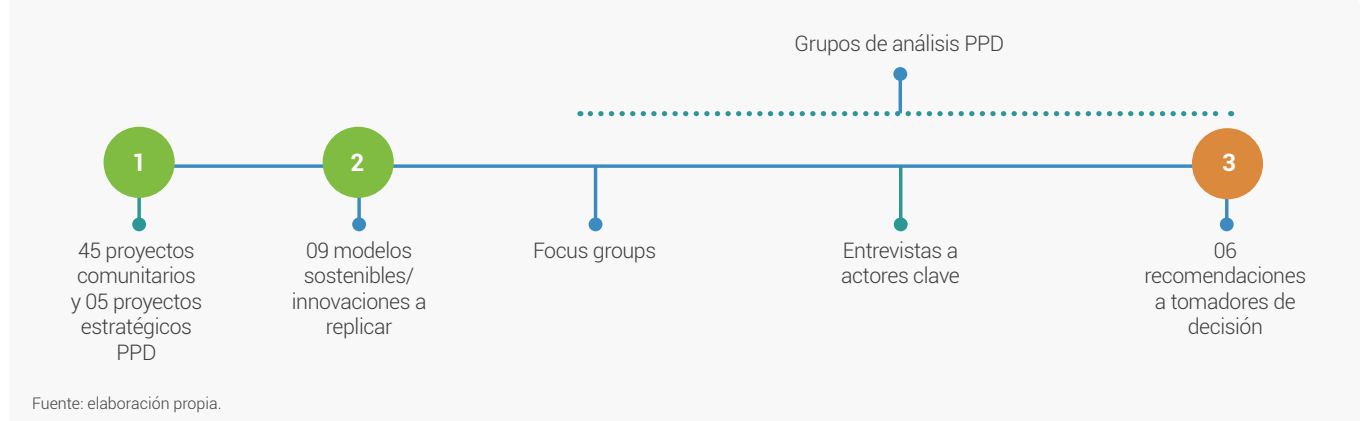 Grupos de análisis PPD
1
2
3
45 proyectos
comunitarios
y 05 proyectos
estratégicos
PPD
09 modelos
sostenibles/
innovaciones a
replicar
Focus groups
Entrevistas a
actores clave
06
recomendaciones
a tomadores de
decisión
Fuente: elaboración propia.